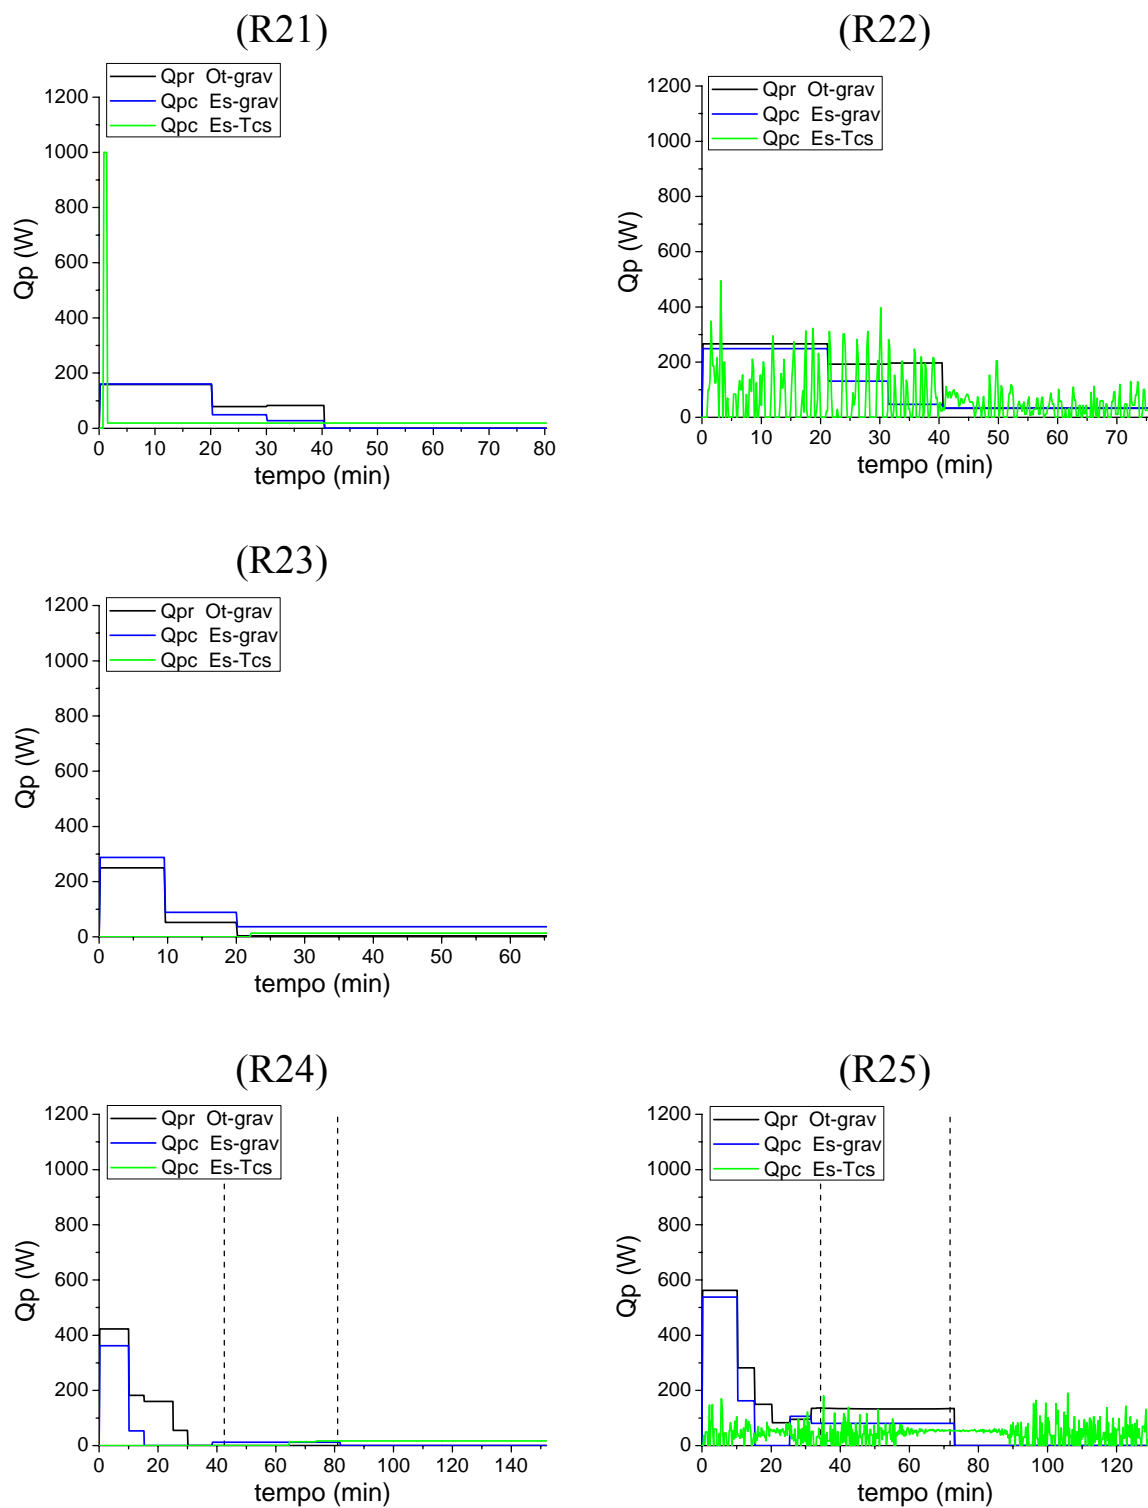 (R21)
Qpr Ot-grav
Qpc Es-grav
Qpc Es-Tcs
1200
1000
800
600
400
200
0
Qp (W)
0 10 20 30 40 50 60 70 80
tempo (min)
(R22)
Qpr Ot-grav
Qpc Es-grav
Qpc Es-Tcs
1200
1000
800
600
400
200
0
Qp (W)
0 10 20 30 40 50 60 70
tempo (min)
(R23)
Qpr Ot-grav
Qpc Es-grav
Qpc Es-Tcs
1200
1000
800
600
400
200
0
Qp (W)
0 10 20 30 40 50 60
tempo (min)
(R24)
Qpr Ot-grav
Qpc Es-grav
Qpc Es-Tcs
1200
1000
800
600
400
200
0
Qp (W)
0 20 40 60 80 100 120 140
tempo (min)
(R25)
Qpr Ot-grav
Qpc Es-grav
Qpc Es-Tcs
1200
1000
800
600
400
200
0
Qp (W)
0 20 40 60 80 100 120
tempo (min)